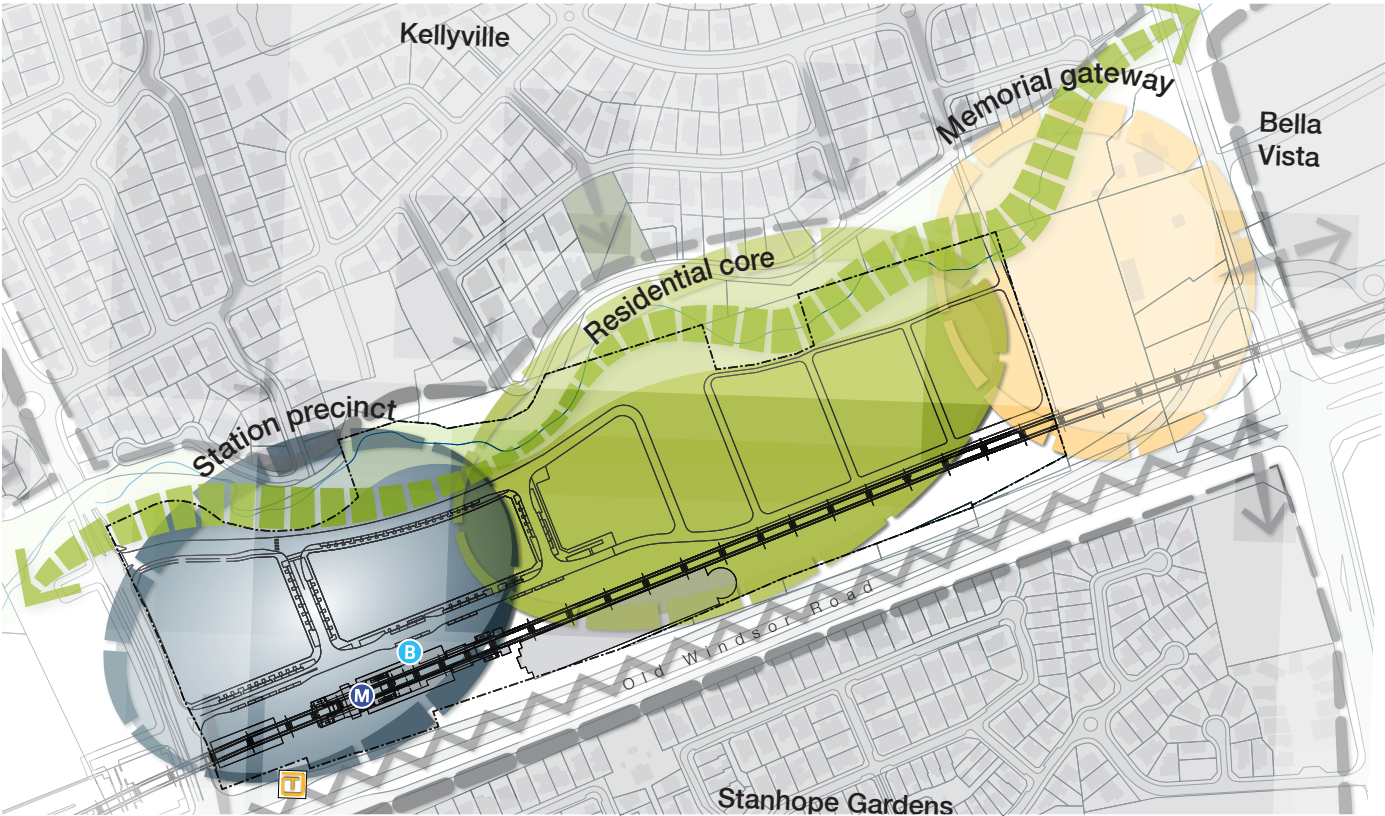 Kellyville
Memorial gateway
Bella
Vista
Residential core
Station precinct
B
M
Old Windsor Road
T
Stanhope Gardens